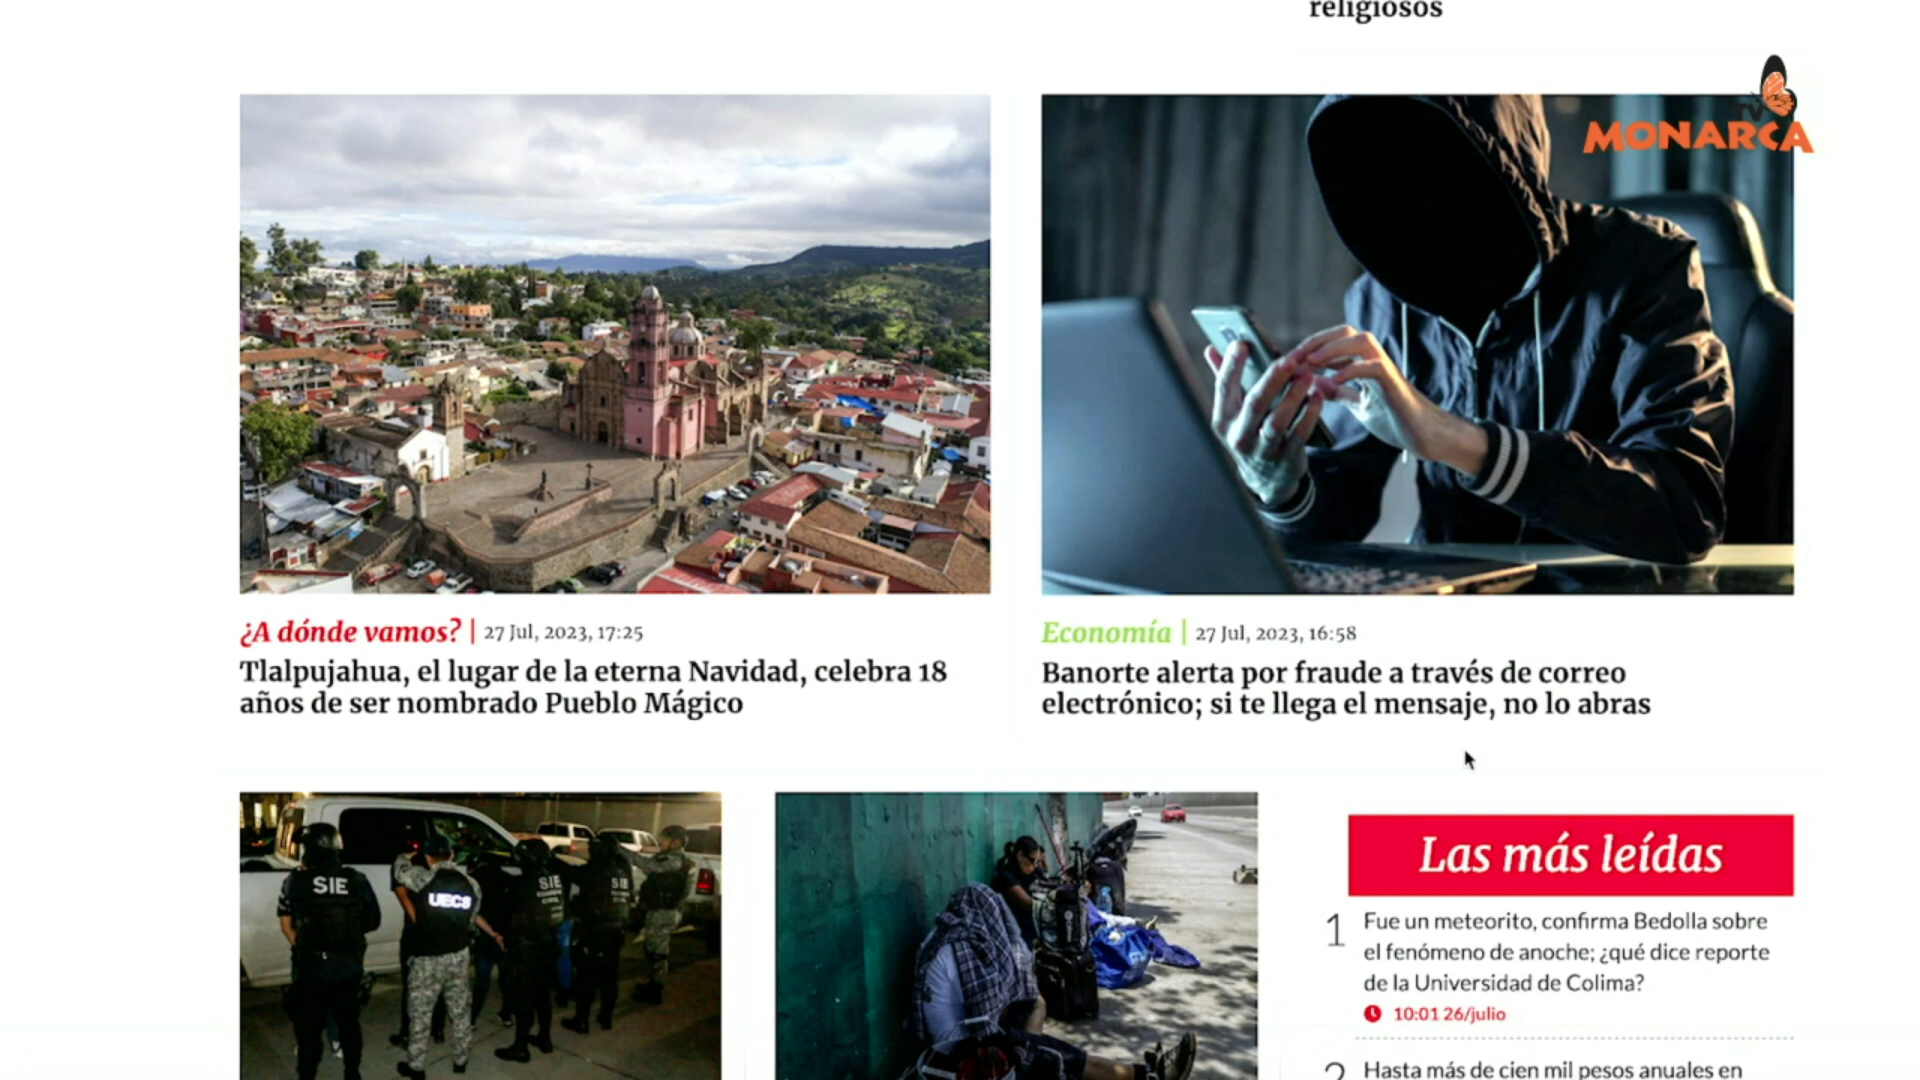 religiosos
TV
MONARCA
¿A dónde vamos? | 27 Jul, 2023, 17:25
Tlalpujahua, el lugar de la eterna Navidad, celebra 18
años de ser nombrado Pueblo Mágico
Economía | 27 Jul, 2023, 16:58
Banorte alerta por fraude a través de correo
electrónico; si te llega el mensaje, no lo abras
SIE
UECS
SIE
SIE
Las más leídas
1 Fue un meteorito, confirma Bedolla sobre
el fenómeno de anoche; ¿qué dice reporte
de la Universidad de Colima?
10:01 26/julio
2 Hasta más de cien mil pesos anuales en